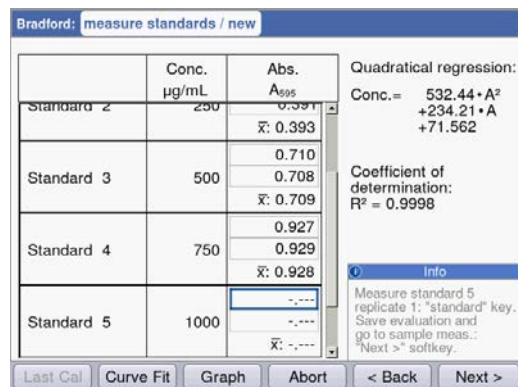 Bradford: measure standards / new
Conc.
µg/mL
Abs.
A595
Standard 2 250 0.391
x̅: 0.393
0.710
Standard 3 500 0.708
x̅: 0.709
0.927
Standard 4 750 0.929
x̅: 0.928
-.---
Standard 5 1000 -.---
x̅: -.---
Quadratical regression:
Conc.= 532.44•A²
+234.21•A
+71.562
Coefficient of
determination:
R² = 0.9998
Info
Measure standard 5
replicate 1: "standard" key.
Save evaluation and
go to sample meas.:
"Next >" softkey.
Last Cal Curve Fit Graph Abort < Back Next >